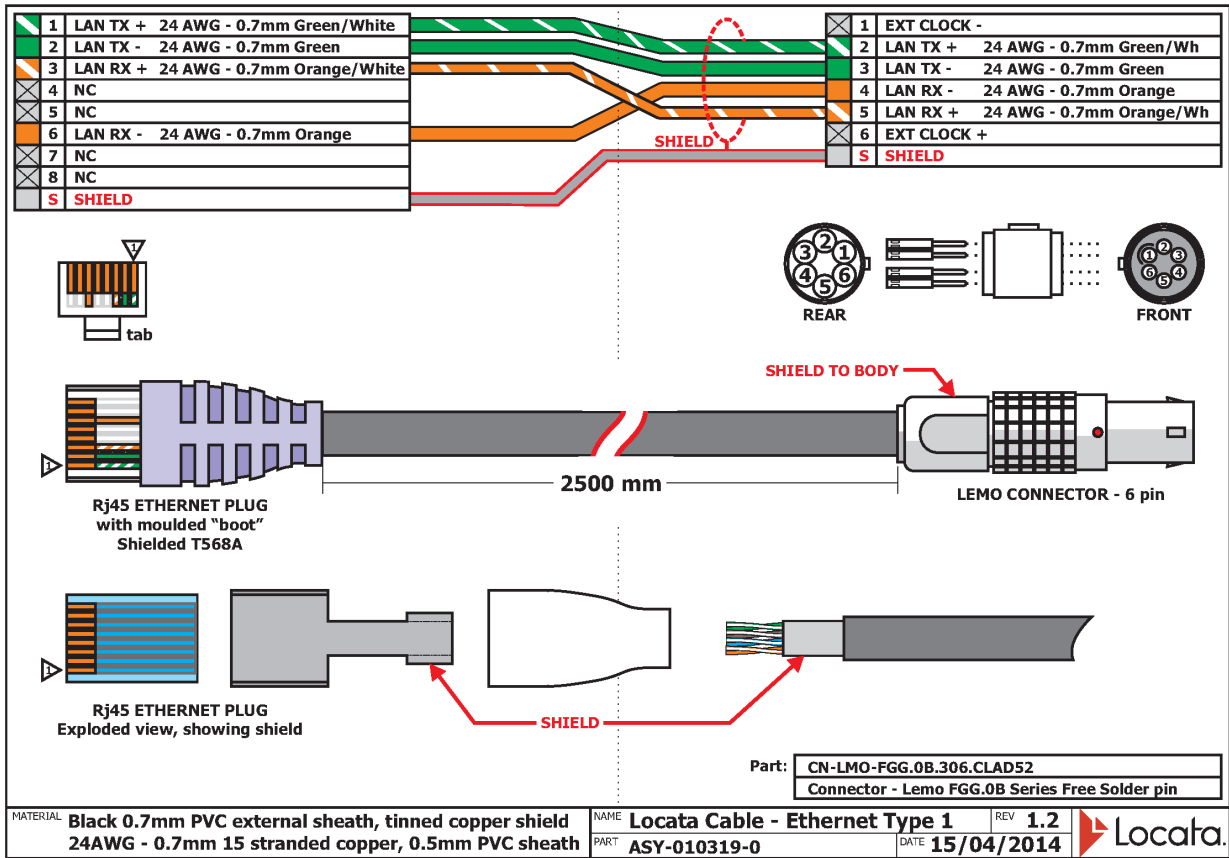 1 LAN TX + 24 AWG - 0.7mm Green/White
2 LAN TX - 24 AWG - 0.7mm Green
3 LAN RX + 24 AWG - 0.7mm Orange/White
4 NC
5 NC
6 LAN RX - 24 AWG - 0.7mm Orange
7 NC
8 NC
S SHIELD
SHIELD
1 EXT CLOCK -
2 LAN TX + 24 AWG - 0.7mm Green/Wh
3 LAN TX - 24 AWG - 0.7mm Green
4 LAN RX - 24 AWG - 0.7mm Orange
5 LAN RX + 24 AWG - 0.7mm Orange/Wh
6 EXT CLOCK +
S SHIELD
1
tab
2
3 1
4 6
5
REAR
2
1 3
6 4
5
FRONT
SHIELD TO BODY
1
2500 mm
Rj45 ETHERNET PLUG
with moulded “boot”
Shielded T568A
LEMO CONNECTOR - 6 pin
1
Rj45 ETHERNET PLUG
Exploded view, showing shield
SHIELD
Part: CN-LMO-FGG.0B.306.CLAD52
Connector - Lemo FGG.0B Series Free Solder pin
MATERIAL Black 0.7mm PVC external sheath, tinned copper shield
24AWG - 0.7mm 15 stranded copper, 0.5mm PVC sheath
NAME Locata Cable - Ethernet Type 1 REV 1.2
PART ASY-010319-0 DATE 15/04/2014
Locata